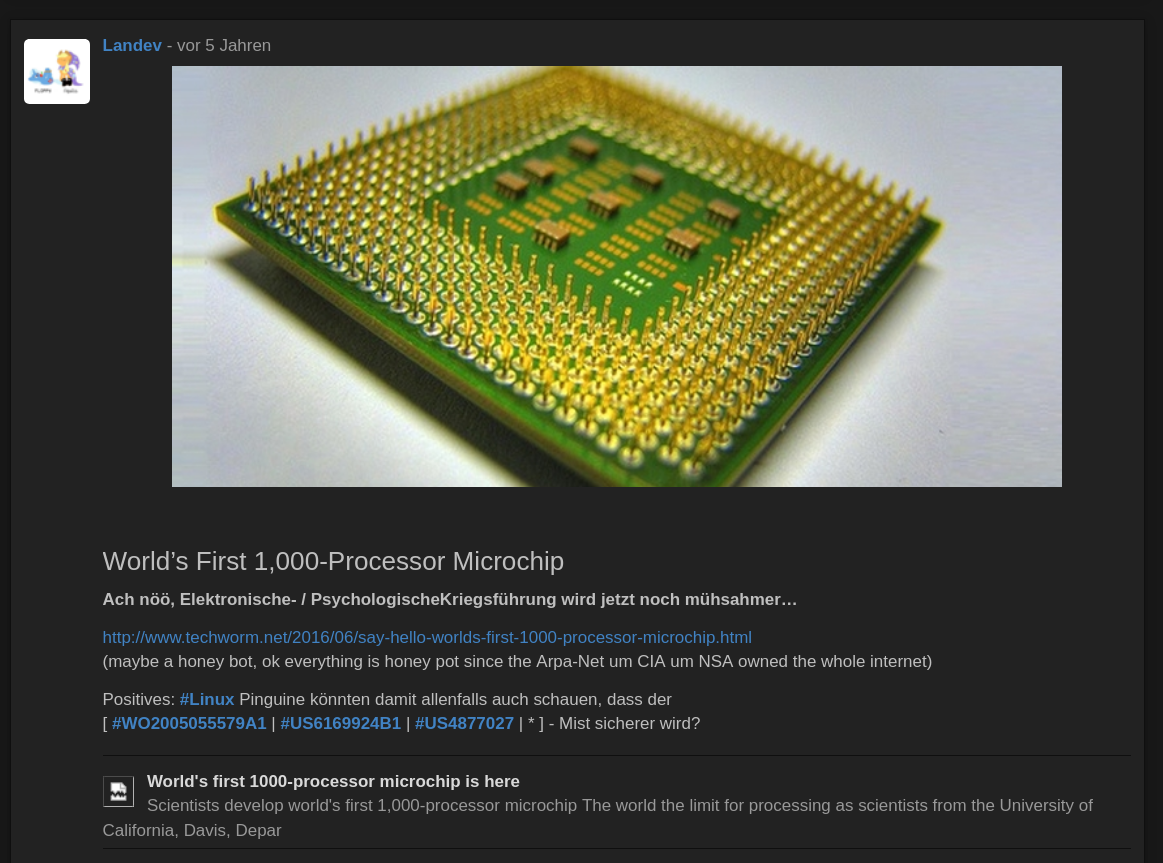 Landev - vor 5 Jahren
World’s First 1,000-Processor Microchip
Ach nöö, Elektronische- / PsychologischeKriegsführung wird jetzt noch mühsahmer…
http://www.techworm.net/2016/06/say-hello-worlds-first-1000-processor-microchip.html
(maybe a honey bot, ok everything is honey pot since the Arpa-Net um CIA um NSA owned the whole internet)
Positives: #Linux Pinguine könnten damit allenfalls auch schauen, dass der
[ #WO2005055579A1 | #US6169924B1 | #US4877027 | * ] - Mist sicherer wird?
World's first 1000-processor microchip is here
Scientists develop world's first 1,000-processor microchip The world the limit for processing as scientists from the University of
California, Davis, Depar